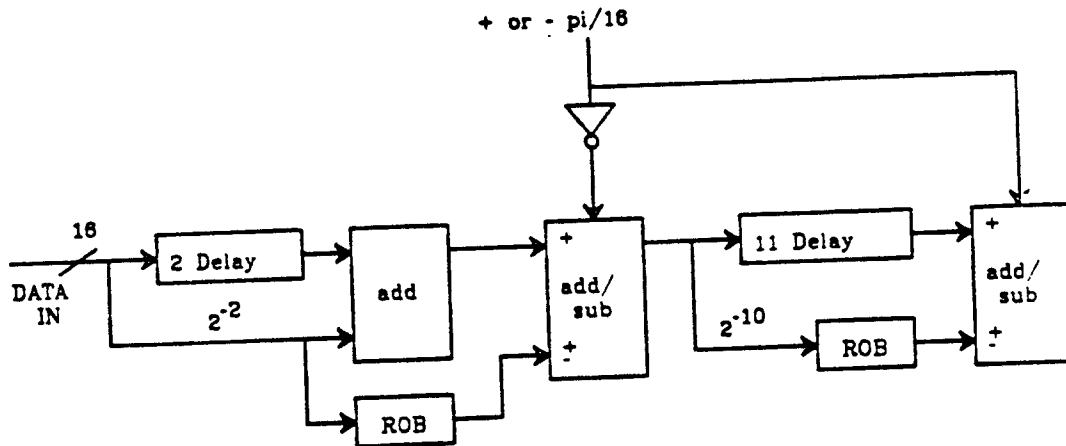 + or - pi/16
16
DATA
IN
2 Delay
2^-2
add
ROB
+
add/
sub
+
-
11 Delay
2^-10
ROB
+
add/
sub
+
-